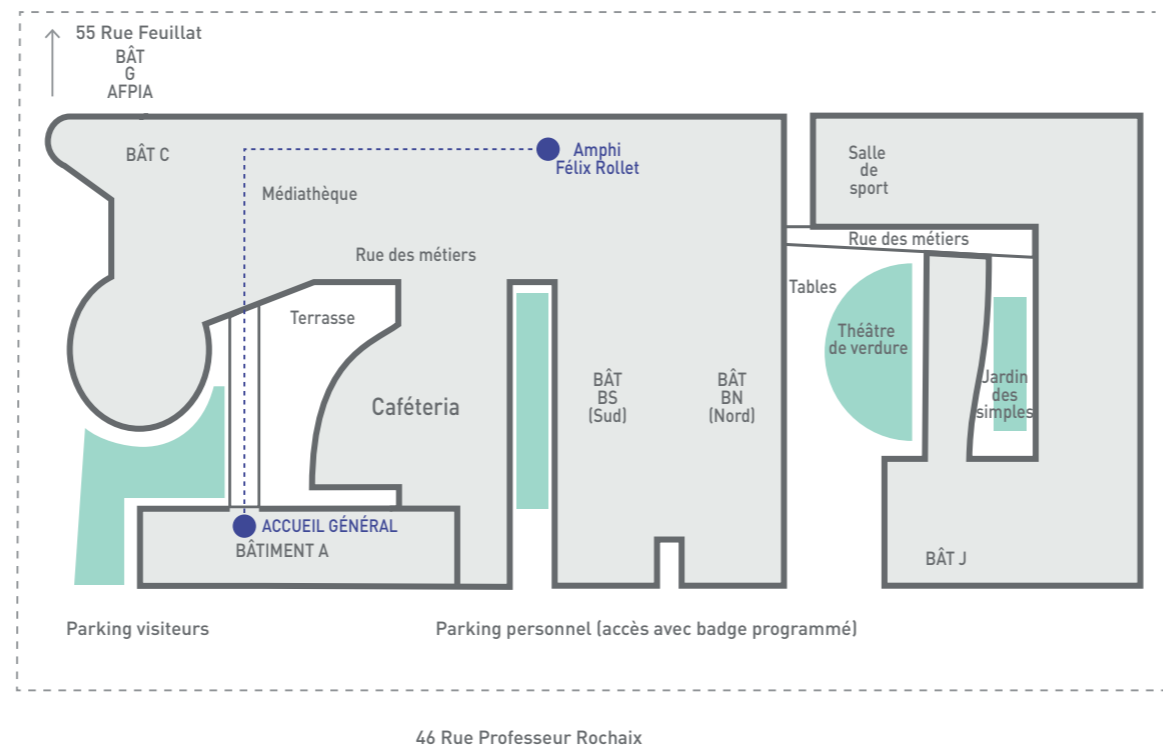 55 Rue Feuillat
BÂT
G
AFPIA
BÂT C
Amphi
Félix Rollet
Salle
de
sport
Médiathèque
Rue des métiers
Rue des métiers
Tables
Terrasse
Théâtre
de verdure
Caféteria
BÂT
BS
(Sud)
BÂT
BN
(Nord)
Jardin
des
simples
ACCUEIL GÉNÉRAL
BÂTIMENT A
BÂT J
Parking visiteurs
Parking personnel (accès avec badge programmé)
46 Rue Professeur Rochaix